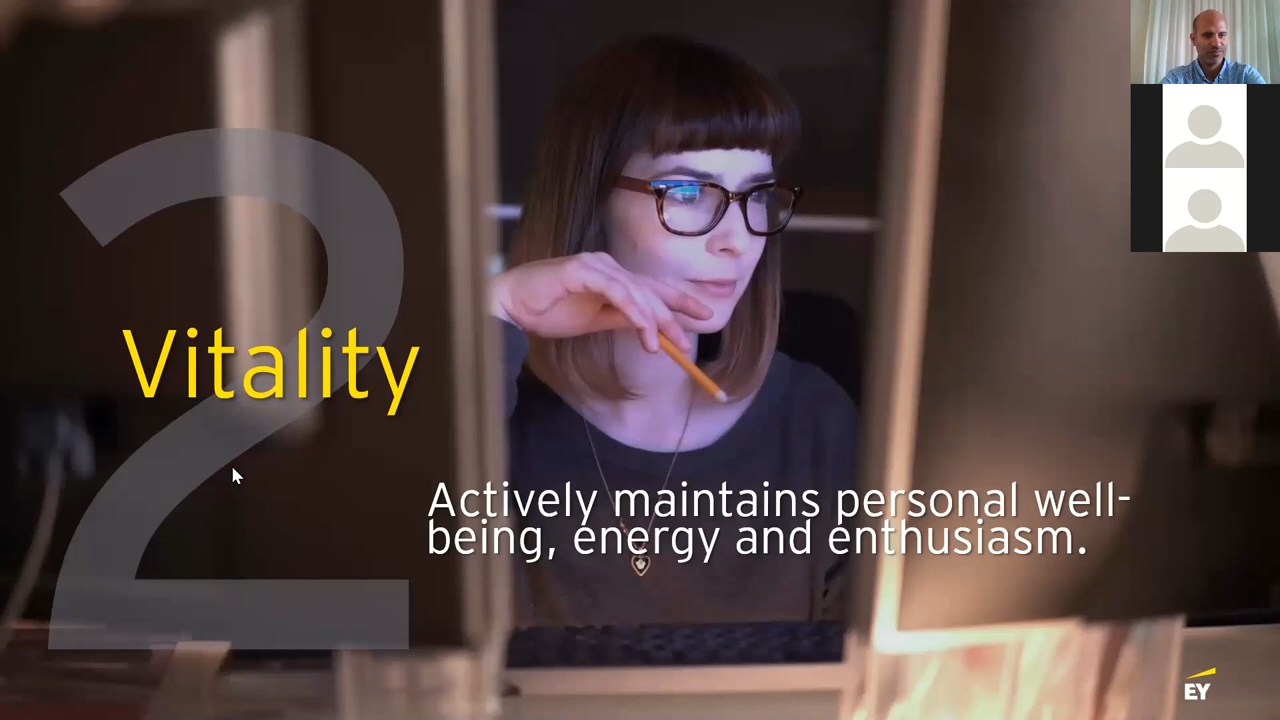 2
Vitality
Actively maintains personal well-
being, energy and enthusiasm.
EY